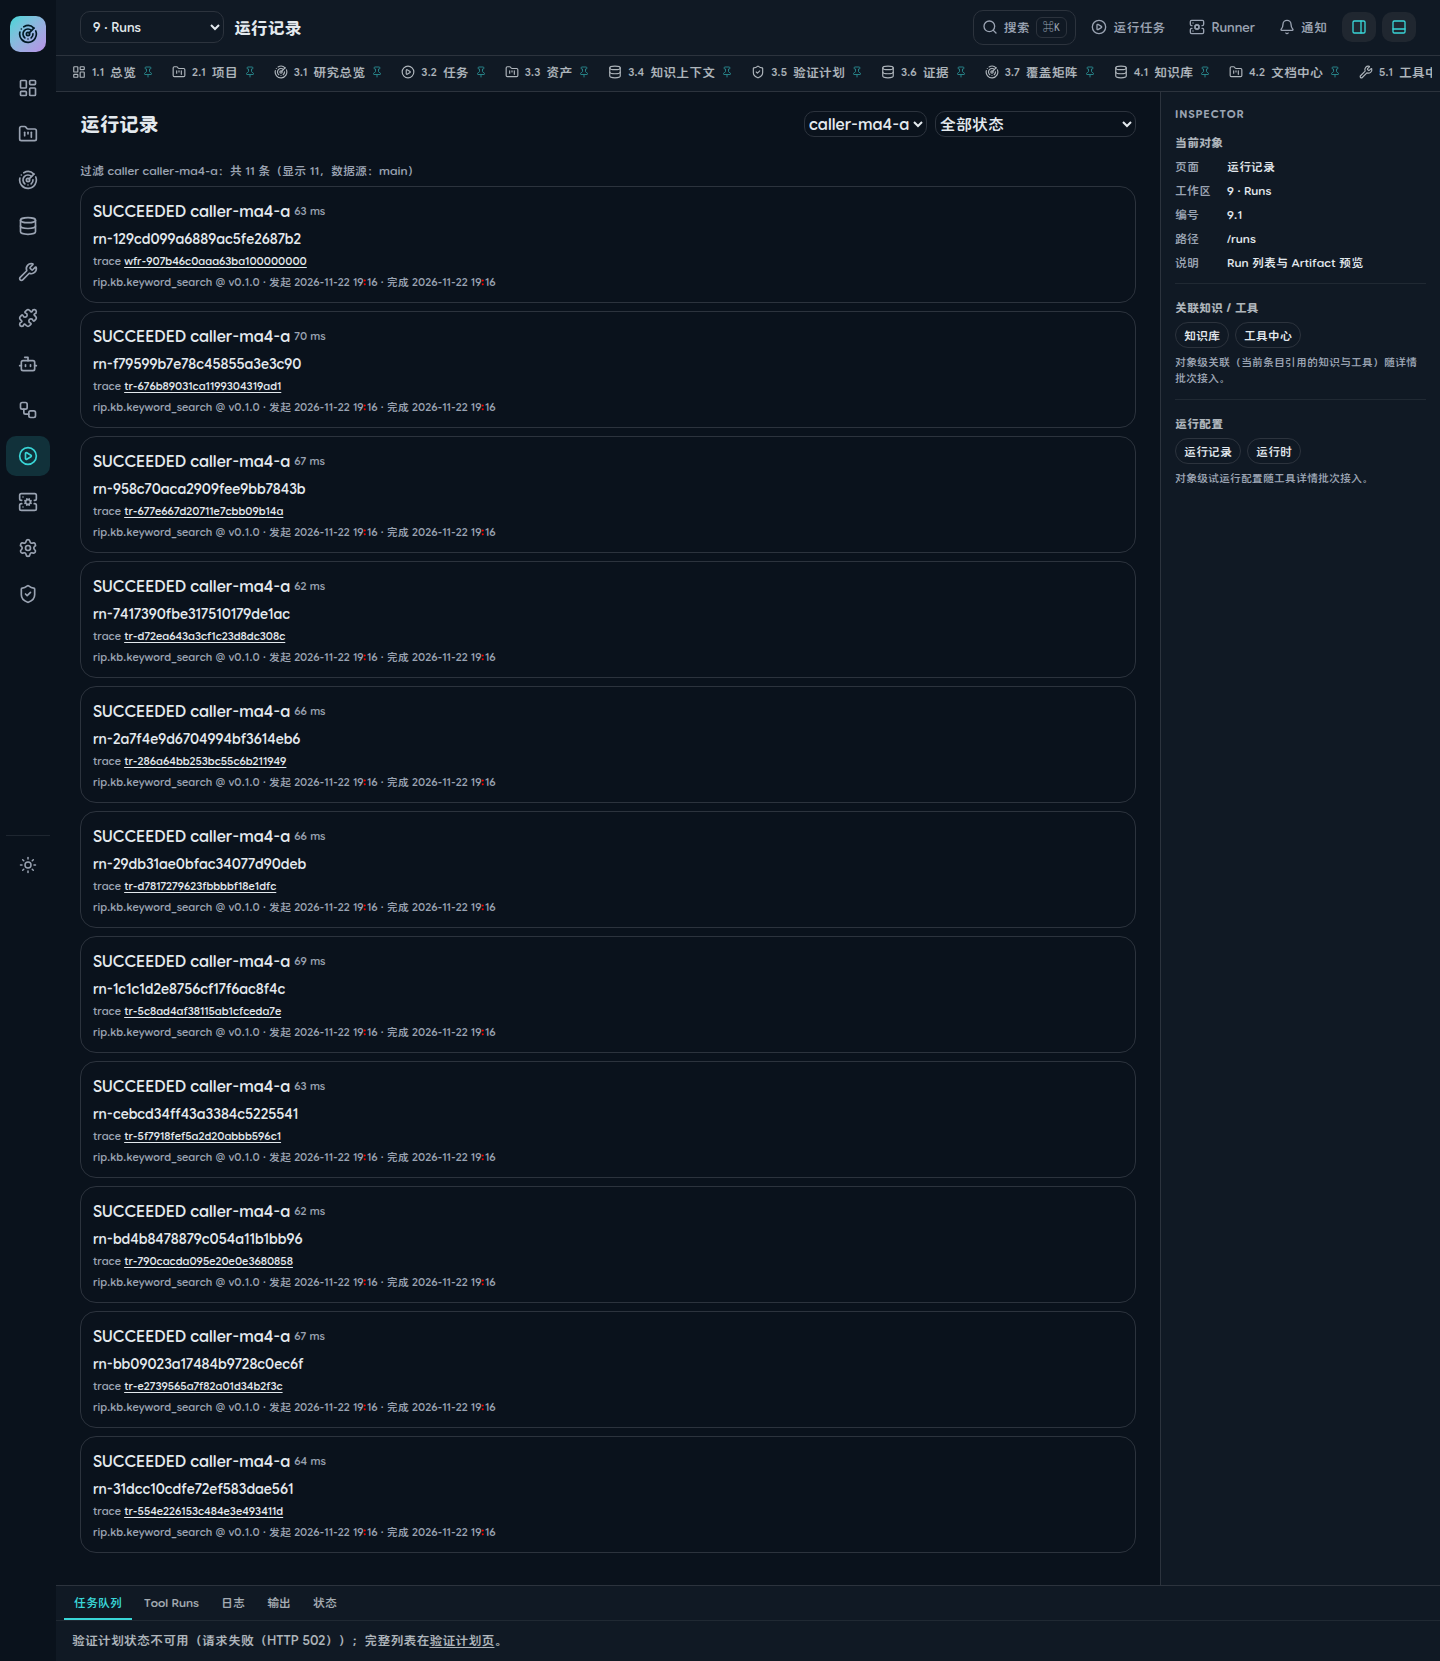 9 · Runs 运行记录 搜索 ⌘K 运行任务 Runner 通知
1.1 总览 2.1 项目 3.1 研究总览 3.2 任务 3.3 资产 3.4 知识上下文 3.5 验证计划 3.6 证据 3.7 覆盖矩阵 4.1 知识库 4.2 文档中心 5.1 工具中
运行记录 caller-ma4-a 全部状态
过滤 caller caller-ma4-a：共 11 条（显示 11，数据源：main）
SUCCEEDED caller-ma4-a 63 ms
rn-129cd099a6889ac5fe2687b2
trace wfr-907b46c0aaa63ba100000000
rip.kb.keyword_search @ v0.1.0 · 发起 2026-11-22 19:16 · 完成 2026-11-22 19:16
SUCCEEDED caller-ma4-a 70 ms
rn-f79599b7e78c45855a3e3c90
trace tr-676b89031ca1199304319ad1
rip.kb.keyword_search @ v0.1.0 · 发起 2026-11-22 19:16 · 完成 2026-11-22 19:16
SUCCEEDED caller-ma4-a 67 ms
rn-958c70aca2909fee9bb7843b
trace tr-677e667d20711e7cbb09b14a
rip.kb.keyword_search @ v0.1.0 · 发起 2026-11-22 19:16 · 完成 2026-11-22 19:16
SUCCEEDED caller-ma4-a 62 ms
rn-7417390fbe317510179de1ac
trace tr-d72ea643a3cf1c23d8dc308c
rip.kb.keyword_search @ v0.1.0 · 发起 2026-11-22 19:16 · 完成 2026-11-22 19:16
SUCCEEDED caller-ma4-a 66 ms
rn-2a7f4e9d6704994bf3614eb6
trace tr-286a64bb253bc55c6b211949
rip.kb.keyword_search @ v0.1.0 · 发起 2026-11-22 19:16 · 完成 2026-11-22 19:16
SUCCEEDED caller-ma4-a 66 ms
rn-29db31ae0bfac34077d90deb
trace tr-d7817279623fbbbbf18e1dfc
rip.kb.keyword_search @ v0.1.0 · 发起 2026-11-22 19:16 · 完成 2026-11-22 19:16
SUCCEEDED caller-ma4-a 69 ms
rn-1c1c1d2e8756cf17f6ac8f4c
trace tr-5c8ad4af38115ab1cfceda7e
rip.kb.keyword_search @ v0.1.0 · 发起 2026-11-22 19:16 · 完成 2026-11-22 19:16
SUCCEEDED caller-ma4-a 63 ms
rn-cebcd34ff43a3384c5225541
trace tr-5f7918fef5a2d20abbb596c1
rip.kb.keyword_search @ v0.1.0 · 发起 2026-11-22 19:16 · 完成 2026-11-22 19:16
SUCCEEDED caller-ma4-a 62 ms
rn-bd4b8478879c054a11b1bb96
trace tr-790cacda095e20e0e3680858
rip.kb.keyword_search @ v0.1.0 · 发起 2026-11-22 19:16 · 完成 2026-11-22 19:16
SUCCEEDED caller-ma4-a 67 ms
rn-bb09023a17484b9728c0ec6f
trace tr-e2739565a7f82a01d34b2f3c
rip.kb.keyword_search @ v0.1.0 · 发起 2026-11-22 19:16 · 完成 2026-11-22 19:16
SUCCEEDED caller-ma4-a 64 ms
rn-31dcc10cdfe72ef583dae561
trace tr-554e226153c484e3e493411d
rip.kb.keyword_search @ v0.1.0 · 发起 2026-11-22 19:16 · 完成 2026-11-22 19:16
INSPECTOR
当前对象
页面 运行记录
工作区 9 · Runs
编号 9.1
路径 /runs
说明 Run 列表与 Artifact 预览
关联知识 / 工具
知识库 工具中心
对象级关联（当前条目引用的知识与工具）随详情
批次接入。
运行配置
运行记录 运行时
对象级试运行配置随工具详情批次接入。
任务队列 Tool Runs 日志 输出 状态
验证计划状态不可用（请求失败（HTTP 502））；完整列表在验证计划页。